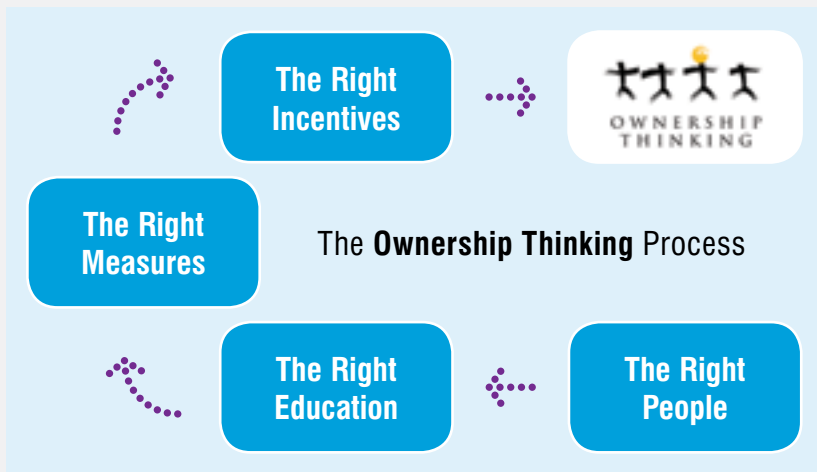 The Right
Incentives
OWNERSHIP
THINKING
The Right
Measures
The Ownership Thinking Process
The Right
Education
The Right
People